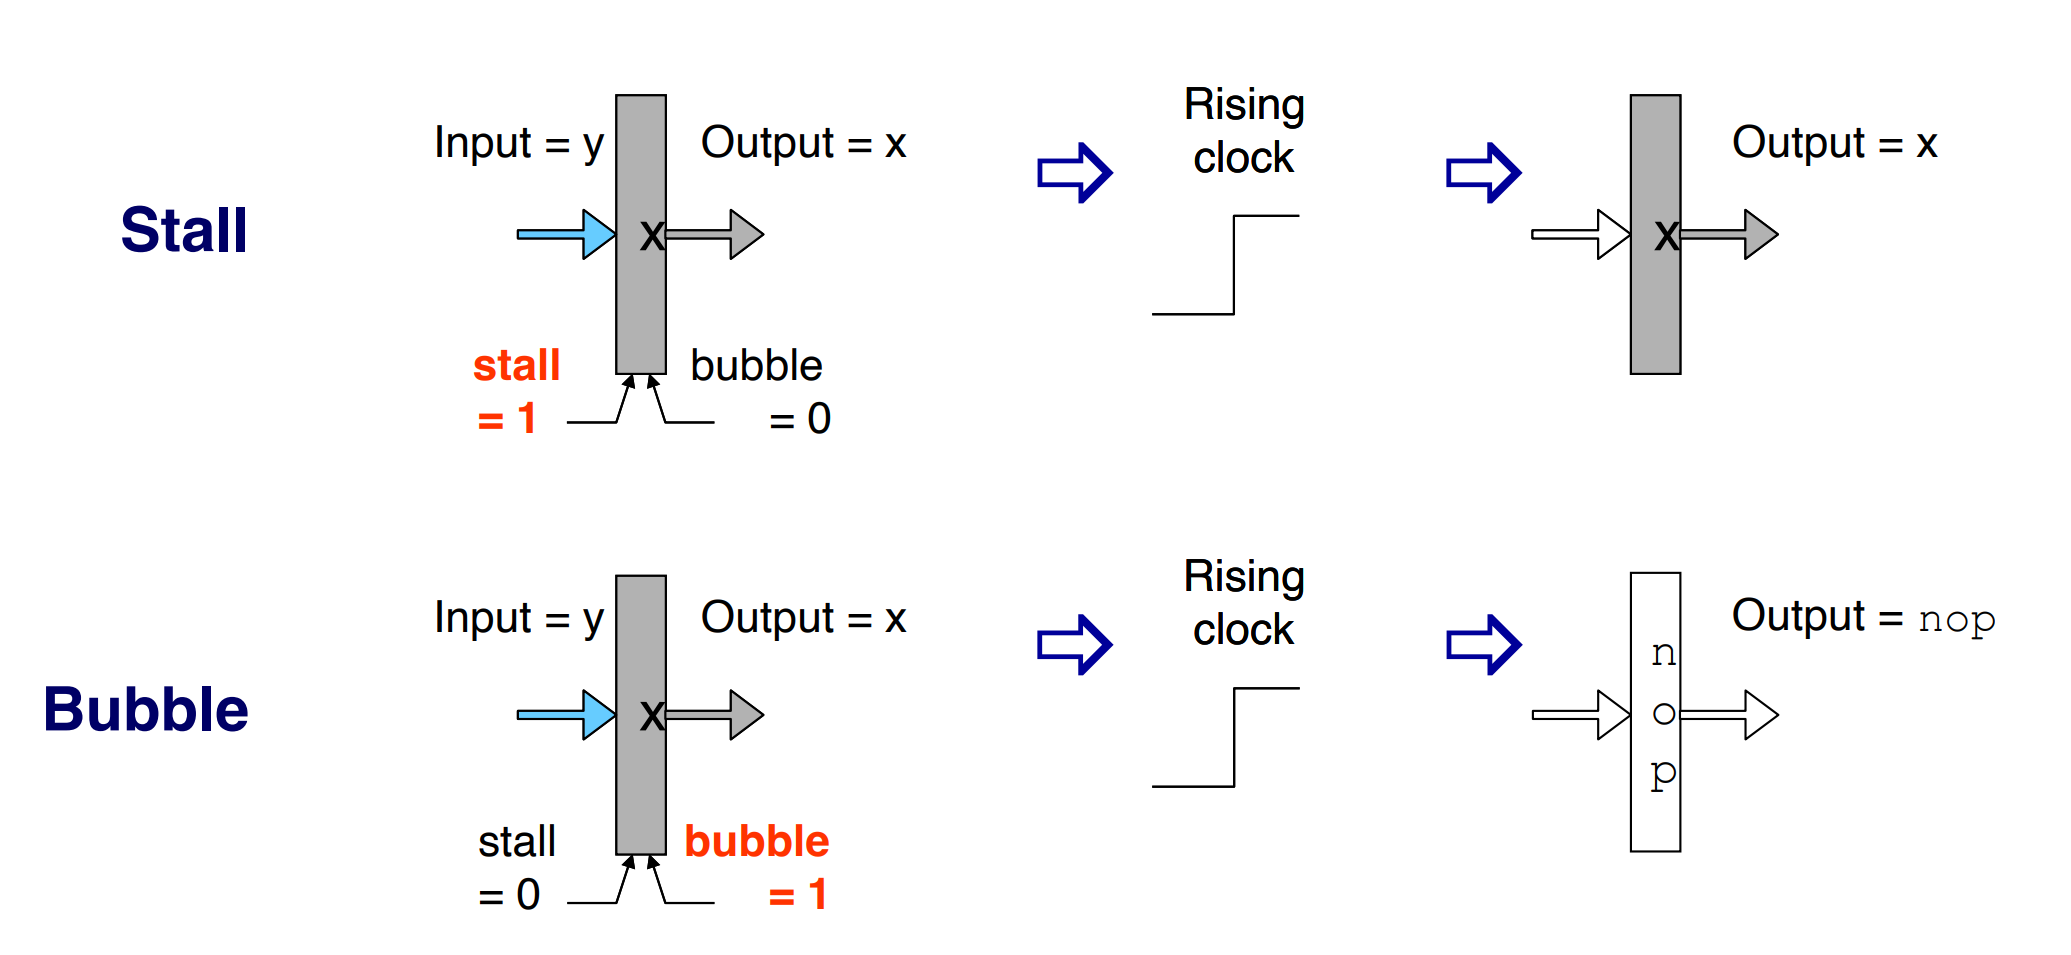 Stall
Input = y
Output = x
x
stall
= 1
bubble
= 0
Rising
clock
x
Output = x
Bubble
Input = y
Output = x
x
stall
= 0
bubble
= 1
Rising
clock
n
o
p
Output = nop